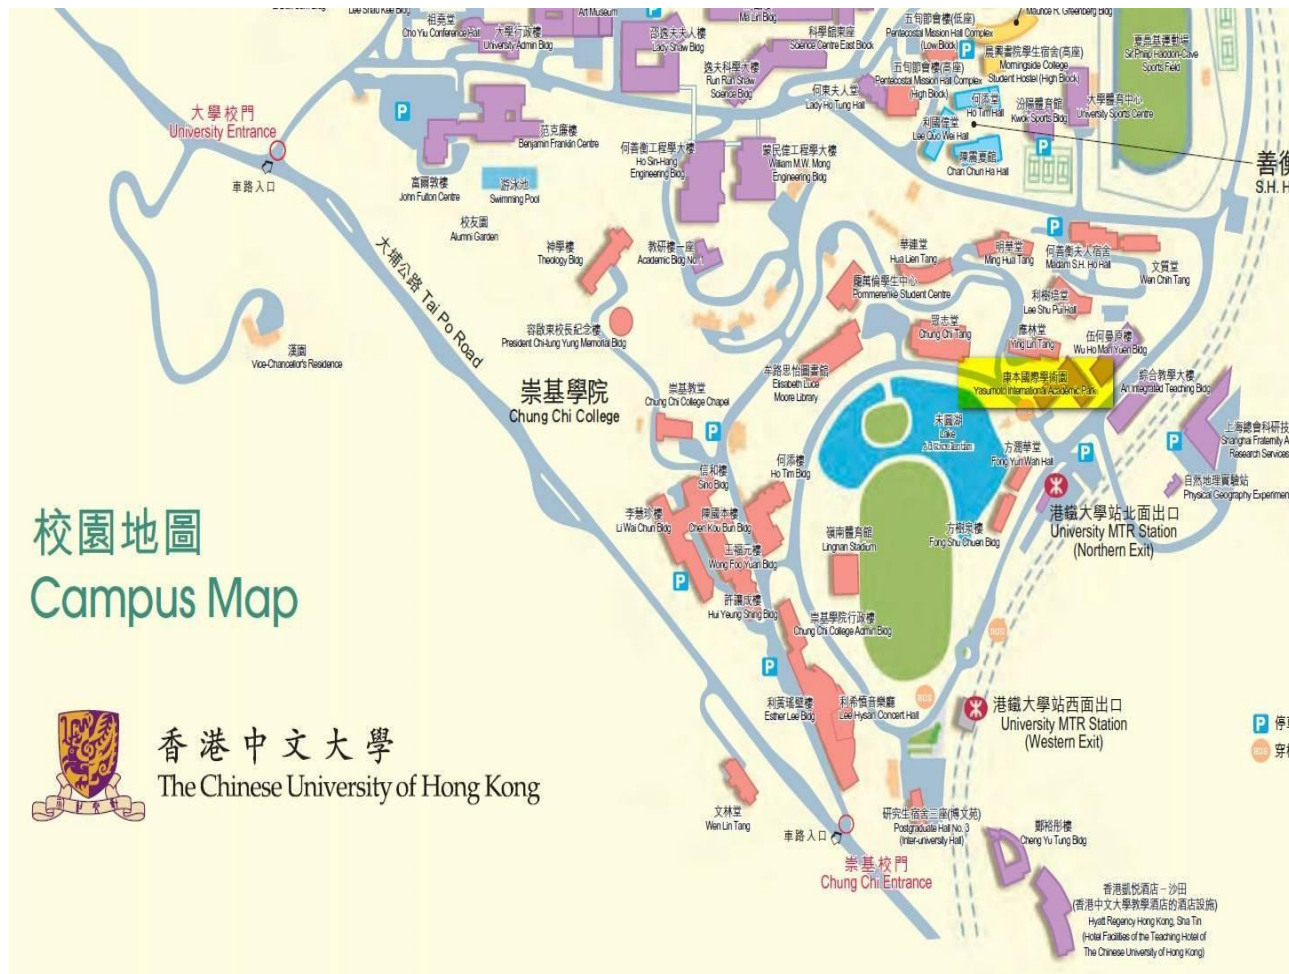 祖堯堂
Cho Yiu Conference Hall
大學行政樓
University Admin Bldg
Art Museum
邵逸夫夫人樓
Lady Shaw Bldg
Ma Lin Bldg
科學館東座
Science Centre East Block
五旬節會樓(低座)
Pentecostal Mission Hall Complex
(Low Block)
Maurice R. Greenberg Bldg
晨興書院學生宿舍(高座)
Morningside College
Student Hostel (High Block)
夏鼎基運動場
Sir Philip Haddon-Cave
Sports Field
逸夫科學大樓
Run Run Shaw
Science Bldg
五旬節會樓(高座)
Pentecostal Mission Hall Complex
(High Block)
何東夫人堂
Lady Ho Tung Hall
何添堂
Ho Tim Hall
汾陽體育館
Kwok Sports Bldg
大學體育中心
University Sports Centre
利國偉堂
Lee Quo Wei Hall
陳震夏館
Chan Chun Ha Hall
善衡
S.H. H
大學校門
University Entrance
車路入口
P
范克廉樓
Benjamin Franklin Centre
富爾敦樓
John Fulton Centre
游泳池
Swimming Pool
校友園
Alumni Garden
何善衡工程學大樓
Ho Sin-Hang
Engineering Bldg
蒙民偉工程學大樓
William M.W. Mong
Engineering Bldg
神學樓
Theology Bldg
教研樓一座
Academic Bldg No. 1
華連堂
Hua Lien Tang
明華堂
Ming Hua Tang
何善衡夫人宿舍
Madam S.H. Ho Hall
文質堂
Wen Chih Tang
龐萬倫學生中心
Pommerenke Student Centre
利樹培堂
Lee Shu Pui Hall
大埔公路 Tai Po Road
漢園
Vice-Chancellor's Residence
容啟東校長紀念樓
President Chi-tung Yung Memorial Bldg
眾志堂
Chung Chi Tang
應林堂
Ying Lin Tang
伍何曼原樓
Wu Ho Man Yuen Bldg
牟路思怡圖書館
Elisabeth Luce
Moore Library
康本國際學術園
Yasumoto International Academic Park
綜合教學大樓
An Integrated Teaching Bldg
崇基學院
Chung Chi College
崇基教堂
Chung Chi College Chapel
未圓湖
Lake
上海總會科研技
Shanghai Fraternity A
Research Services
方潤華堂
Fong Yun Wah Hall
自然地理實驗站
Physical Geography Experimen
信和樓
Sino Bldg
何添樓
Ho Tim Bldg
李慧珍樓
Li Wai Chun Bldg
陳國本樓
Chen Kou Bun Bldg
王福元樓
Wong Foo Yuan Bldg
嶺南體育館
Lingnan Stadium
方樹泉樓
Fong Shu Chuen Bldg
港鐵大學站北面出口
University MTR Station
(Northern Exit)
校園地圖
Campus Map
許讓成樓
Hui Yeung Shing Bldg
崇基學院行政樓
Chung Chi College Admin Bldg
BUS
利黃瑤璧樓
Esther Lee Bldg
利希慎音樂廳
Lee Hysan Concert Hall
港鐵大學站西面出口
University MTR Station
(Western Exit)
香港中文大學
The Chinese University of Hong Kong
P 停車
BUS 穿梭
文林堂
Wen Lin Tang
車路入口
研究生宿舍三座(博文苑)
Postgraduate Hall No. 3
(Inter-university Hall)
鄭裕彤樓
Cheng Yu Tung Bldg
崇基校門
Chung Chi Entrance
香港凱悅酒店 – 沙田
(香港中文大學教學酒店的酒店設施)
Hyatt Regency Hong Kong, Sha Tin
(Hotel Facilities of the Teaching Hotel of
The Chinese University of Hong Kong)